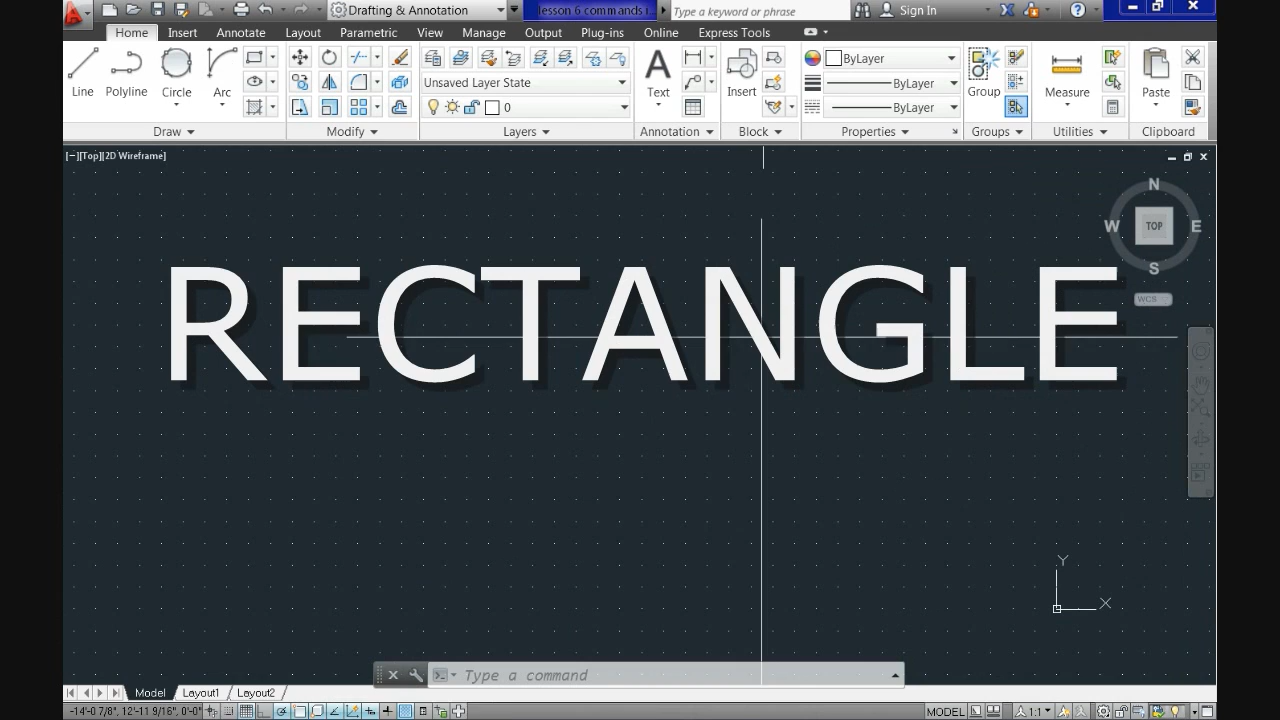 Drafting & Annotation
lesson 6 commands
Type a keyword or phrase
Sign In
Home Insert Annotate Layout Parametric View Manage Output Plug-ins Online Express Tools
Line Polyline Circle Arc
Unsaved Layer State
0
Text
Insert
ByLayer
ByLayer
ByLayer
Group
Measure
Paste
Draw Modify Layers Annotation Block Properties Groups Utilities Clipboard
[−][Top][2D Wireframe]
N
W TOP E
S
WCS
RECTANGLE
Y
X
Type a command
Model Layout1 Layout2
-14'-0 7/8", 12'-11 9/16", 0'-0"
MODEL
1:1